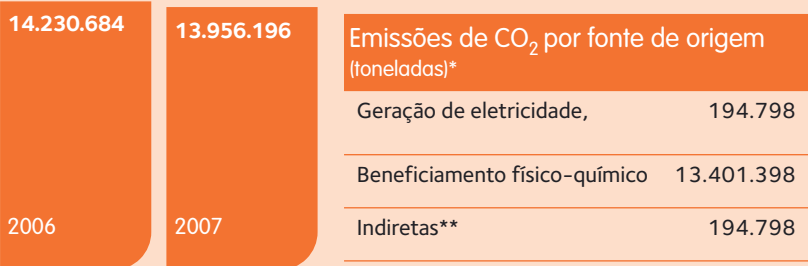 14.230.684
2006
13.956.196
2007
Emissões de CO₂ por fonte de origem
(toneladas)*
Geração de eletricidade, 194.798
Beneficiamento físico-químico 13.401.398
Indiretas** 194.798